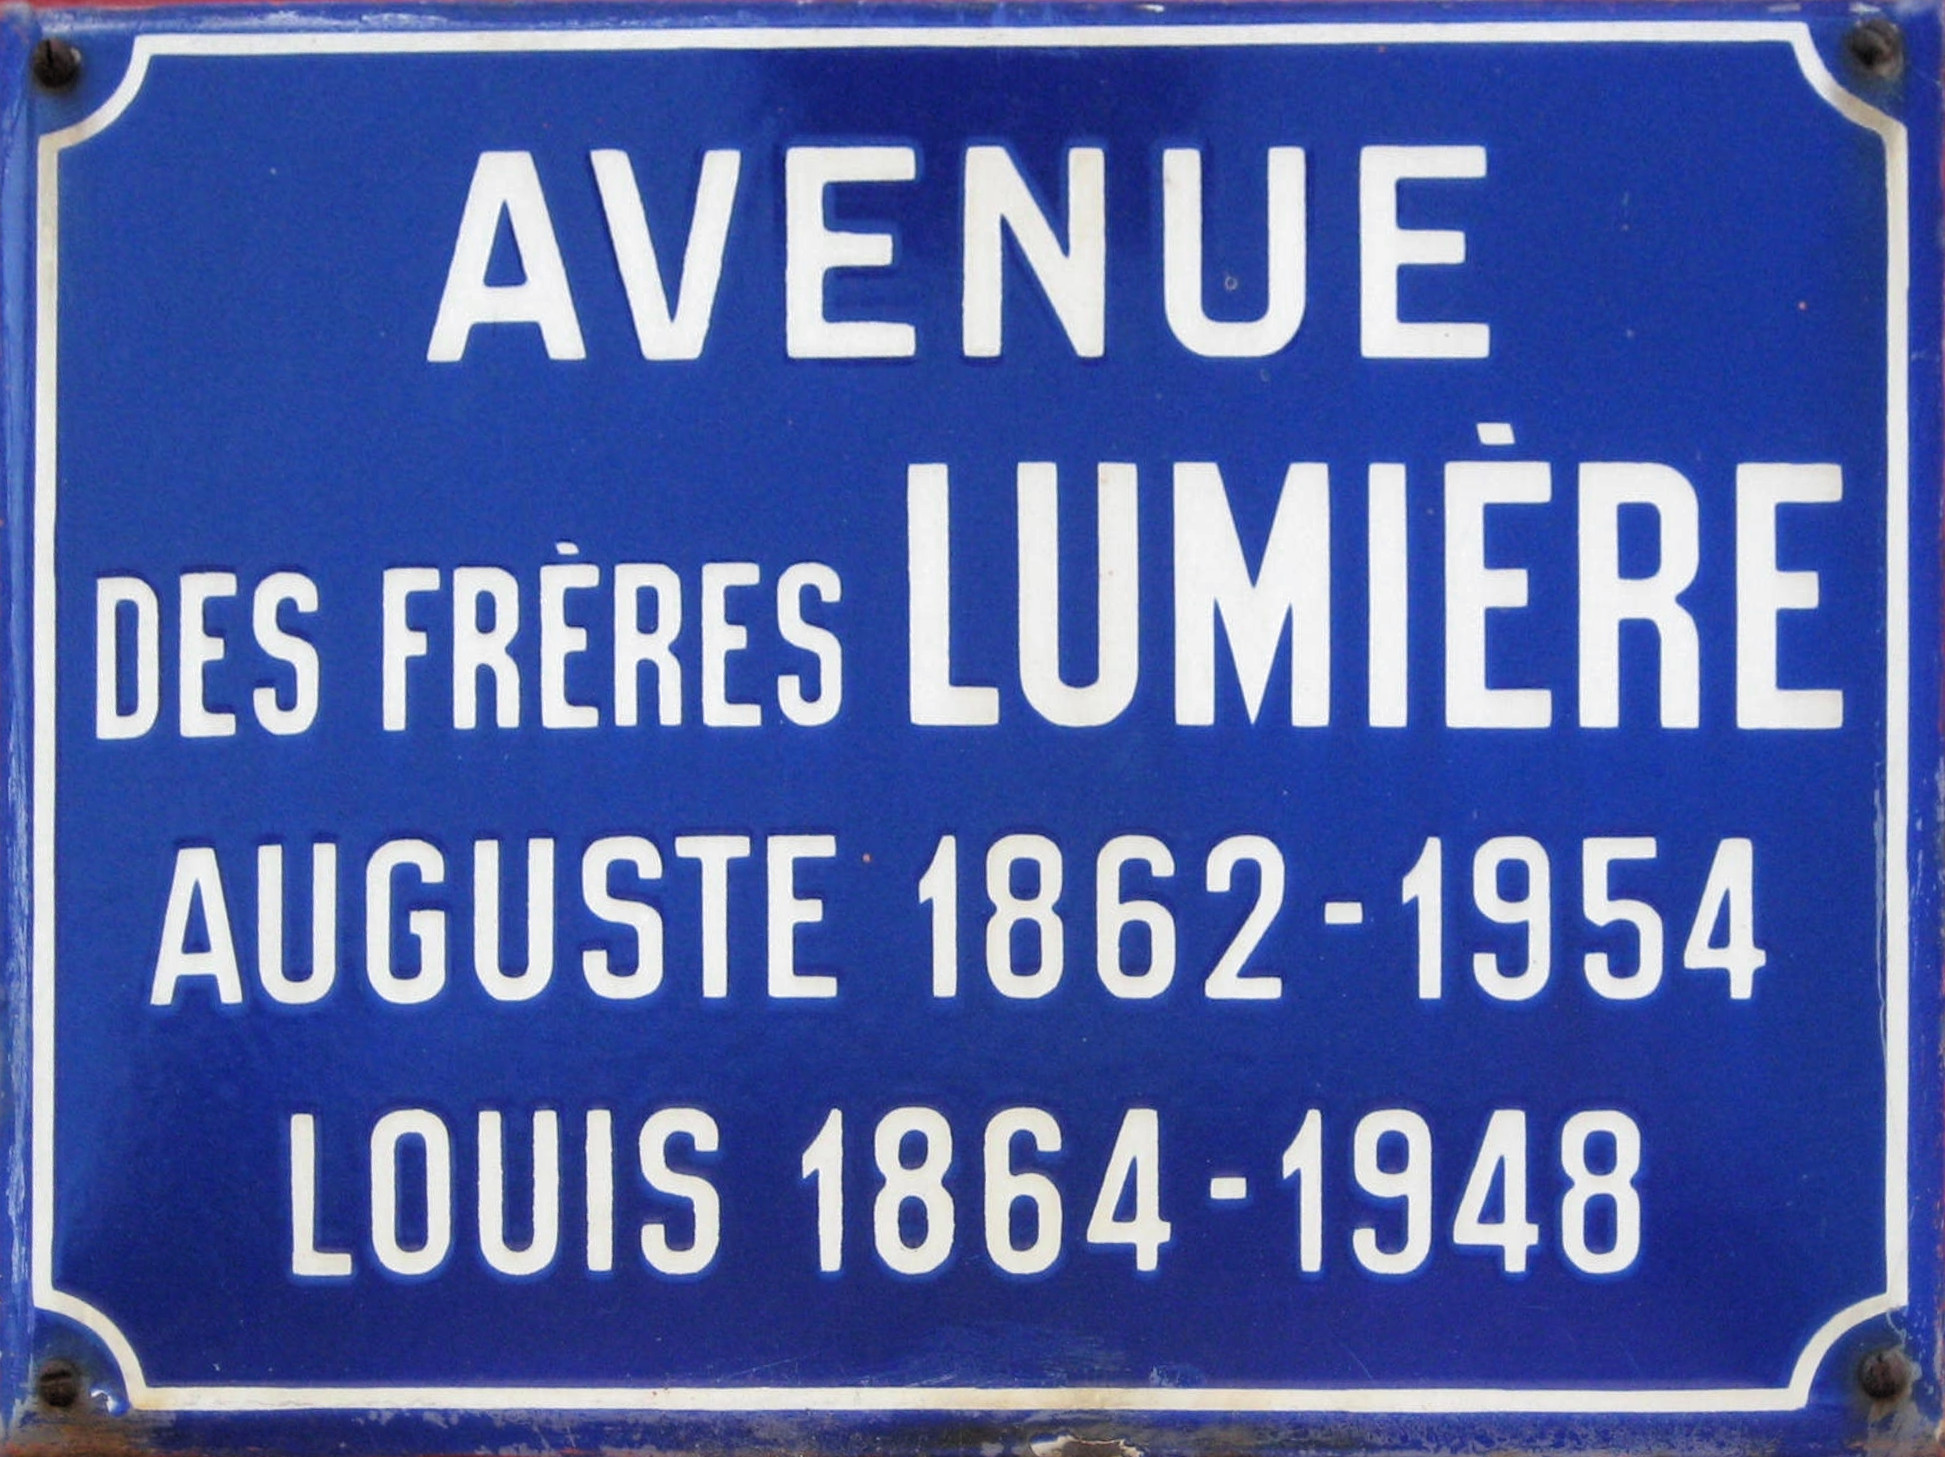 AVENUE
DES FRÈRES LUMIÈRE
AUGUSTE 1862-1954
LOUIS 1864-1948